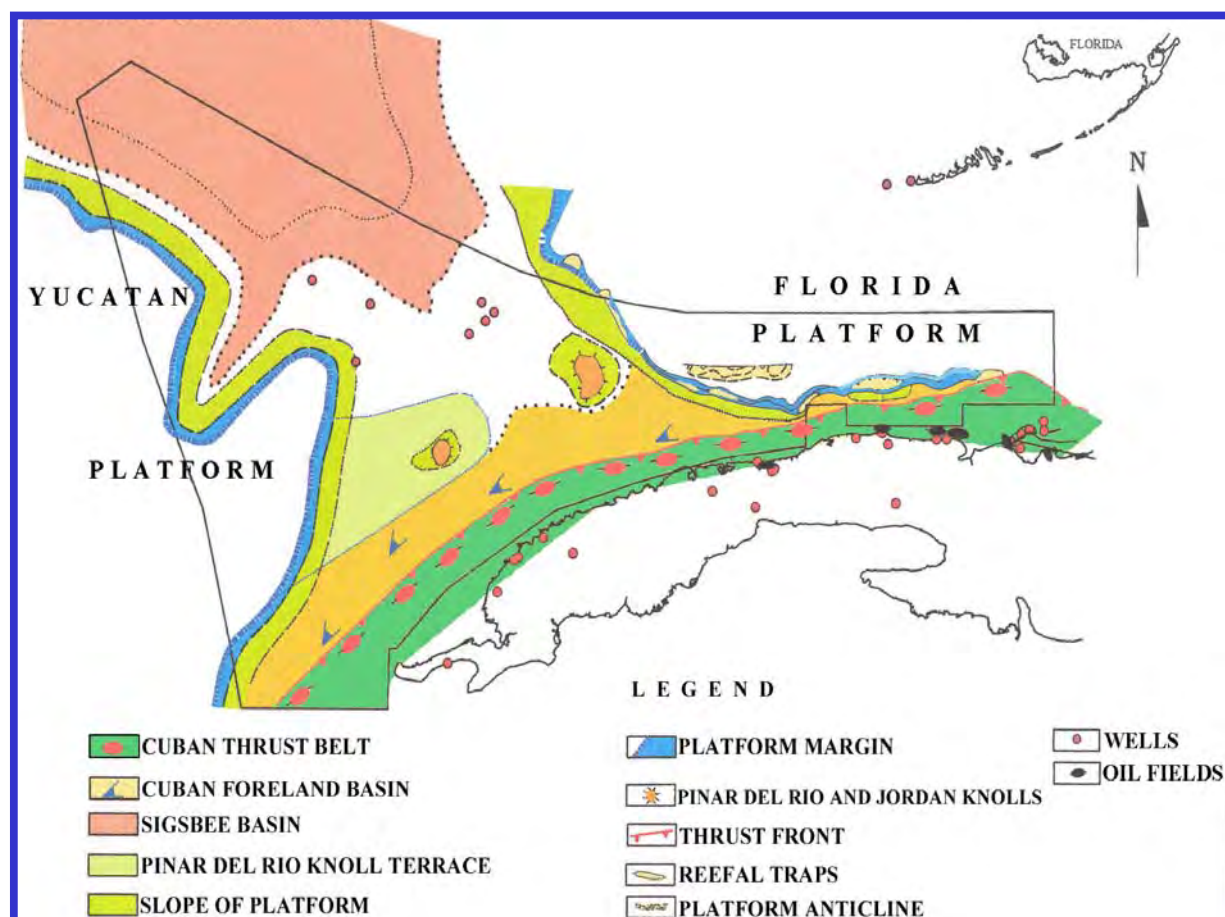 FLORIDA
N
YUCATAN
FLORIDA
PLATFORM
PLATFORM
LEGEND
CUBAN THRUST BELT
CUBAN FORELAND BASIN
SIGSBEE BASIN
PINAR DEL RIO KNOLL TERRACE
SLOPE OF PLATFORM
PLATFORM MARGIN
PINAR DEL RIO AND JORDAN KNOLLS
THRUST FRONT
REEFAL TRAPS
PLATFORM ANTICLINE
WELLS
OIL FIELDS